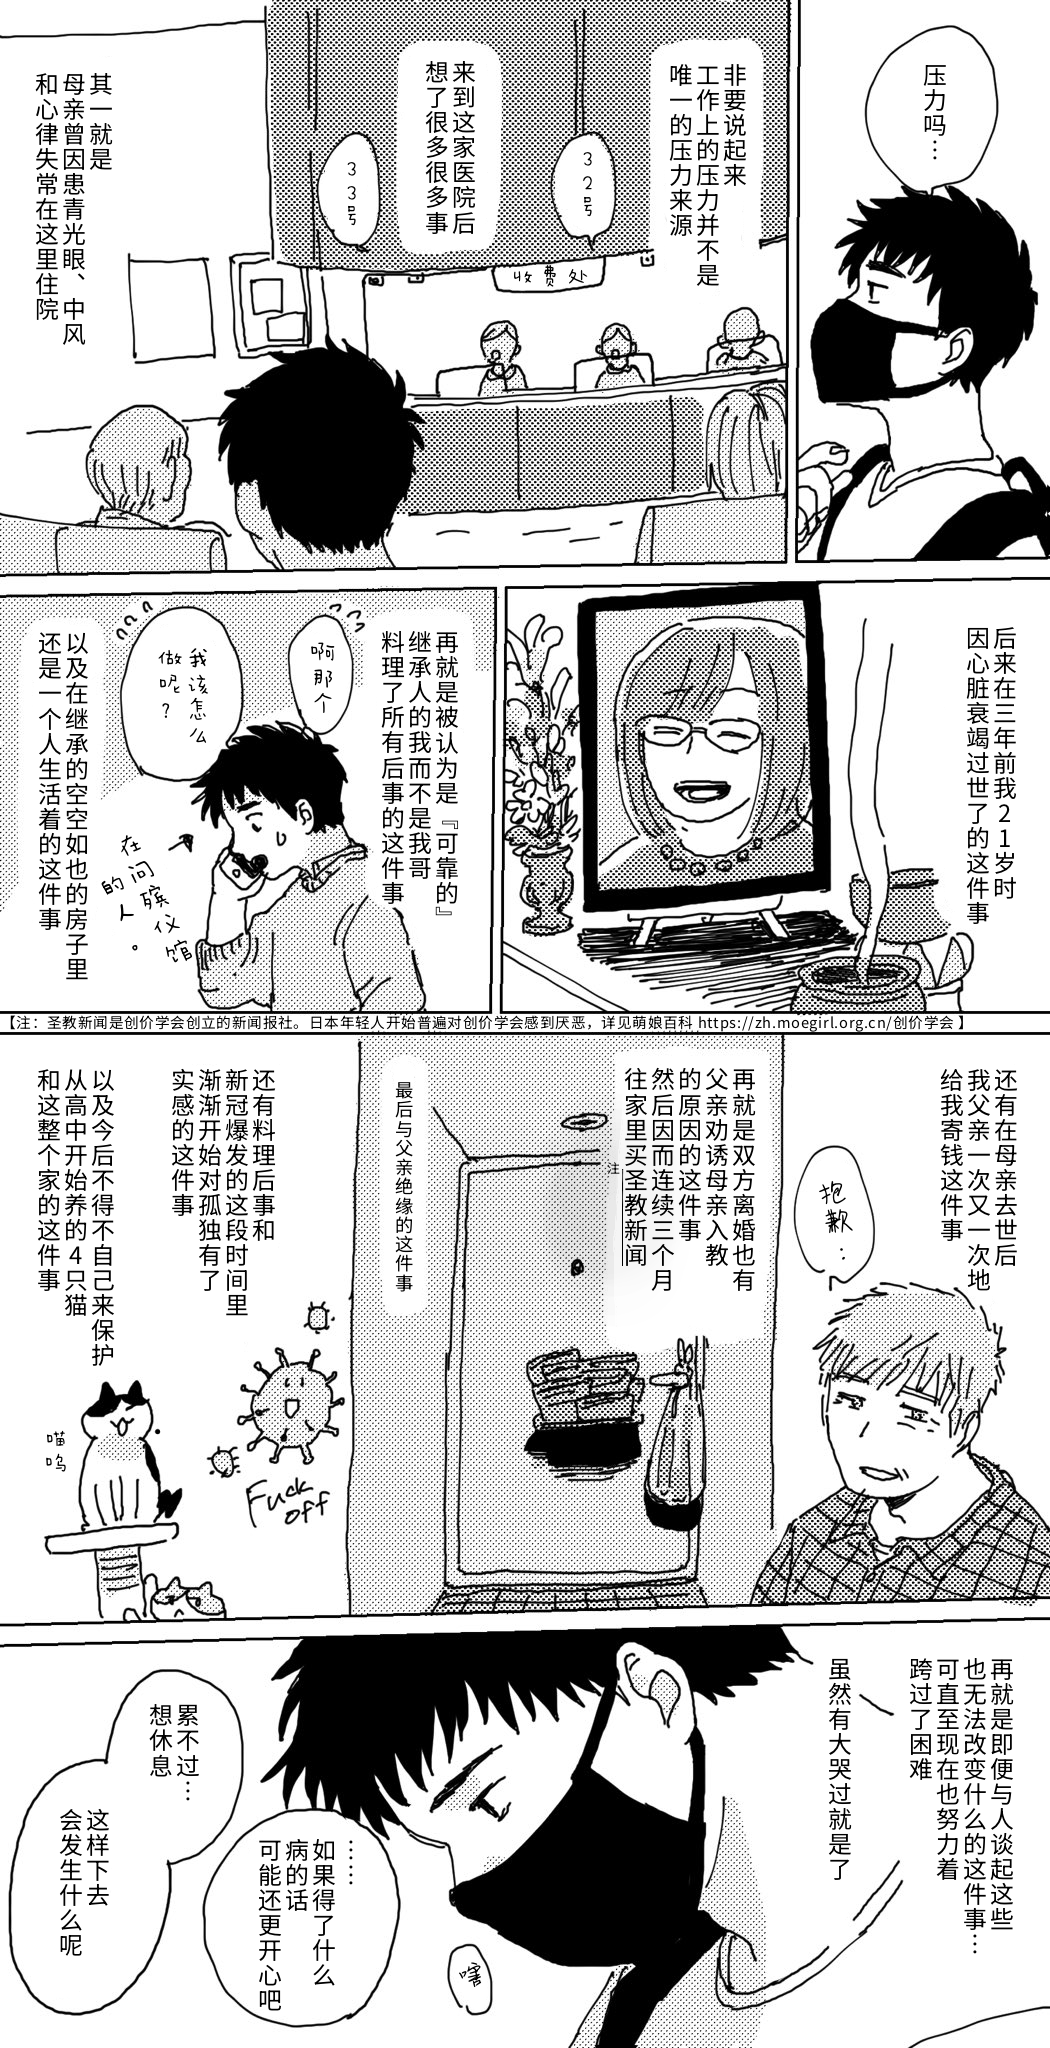 压力吗…
非要说起来
工作上的压力并不是
唯一的压力来源
32号
来到这家医院后
想了很多很多事
33号
收费处
其一就是
母亲曾因患青光眼、中风
和心律失常在这里住院
后来在三年前我21岁时
因心脏衰竭过世了的这件事
再就是被认为是『可靠的』
继承人的我而不是我哥
料理了所有后事的这件事
啊那个
我该怎么
做呢?
在问殡仪馆
的人。
以及在继承的空空如也的房子里
还是一个人生活着的这件事
【注：圣教新闻是创价学会创立的新闻报社。日本年轻人开始普遍对创价学会感到厌恶，详见萌娘百科 https://zh.moegirl.org.cn/创价学会 】
还有在母亲去世后
我父亲一次又一次地
给我寄钱这件事
抱歉…
再就是双方离婚也有
父亲劝诱母亲入教
的原因的这件事
然后因而连续三个月
往家里买圣教新闻
注
最后与父亲绝缘的这件事
还有料理后事和
新冠爆发的这段时间里
渐渐开始对孤独有了
实感的这件事
Fuck
off
以及今后不得不自己来保护
从高中开始养的4只猫
和这整个家的这件事
喵
呜
再就是即便与人谈起这些
也无法改变什么的这件事…
可直至现在也努力着
跨过了困难
虽然有大哭过就是了
嗐
……
如果得了什么
病的话
可能还更开心吧
累不过…
想休息
这样下去
会发生什么呢